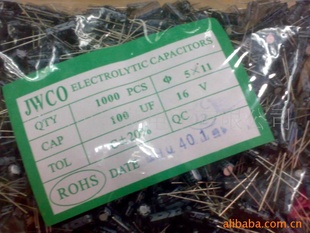 JWCO ELECTROLYTIC CAPACITORS
QTY 1000 PCS Φ 5×11
CAP 100 UF 16 V
TOL QC
ROHS DATE
alibaba.com.cn